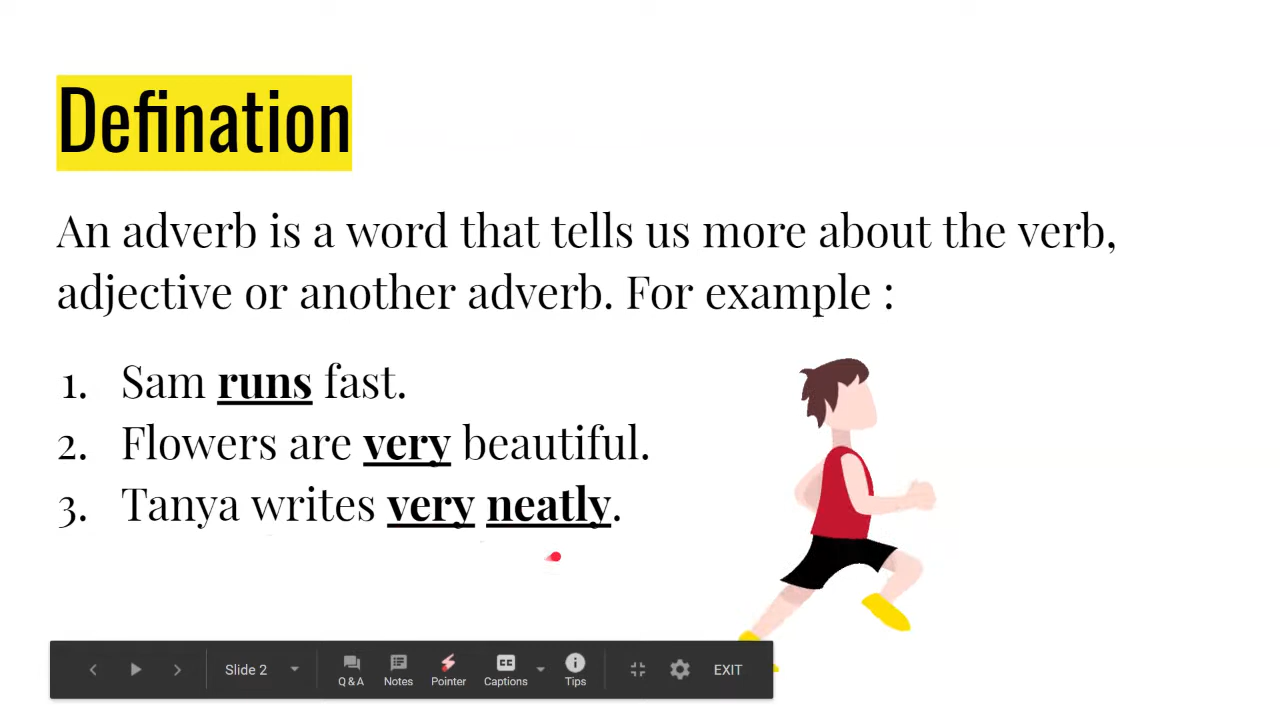 Defination
An adverb is a word that tells us more about the verb,
adjective or another adverb. For example :
1. Sam runs fast.
2. Flowers are very beautiful.
3. Tanya writes very neatly.
Slide 2
Q & A
Notes
Pointer
CC
Captions
Tips
EXIT